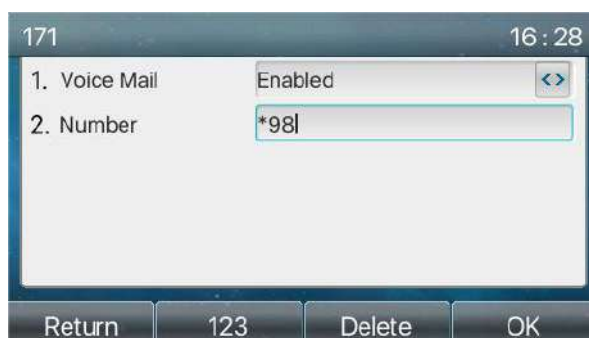 171 16:28
1. Voice Mail Enabled <>
2. Number *98
Return 123 Delete OK